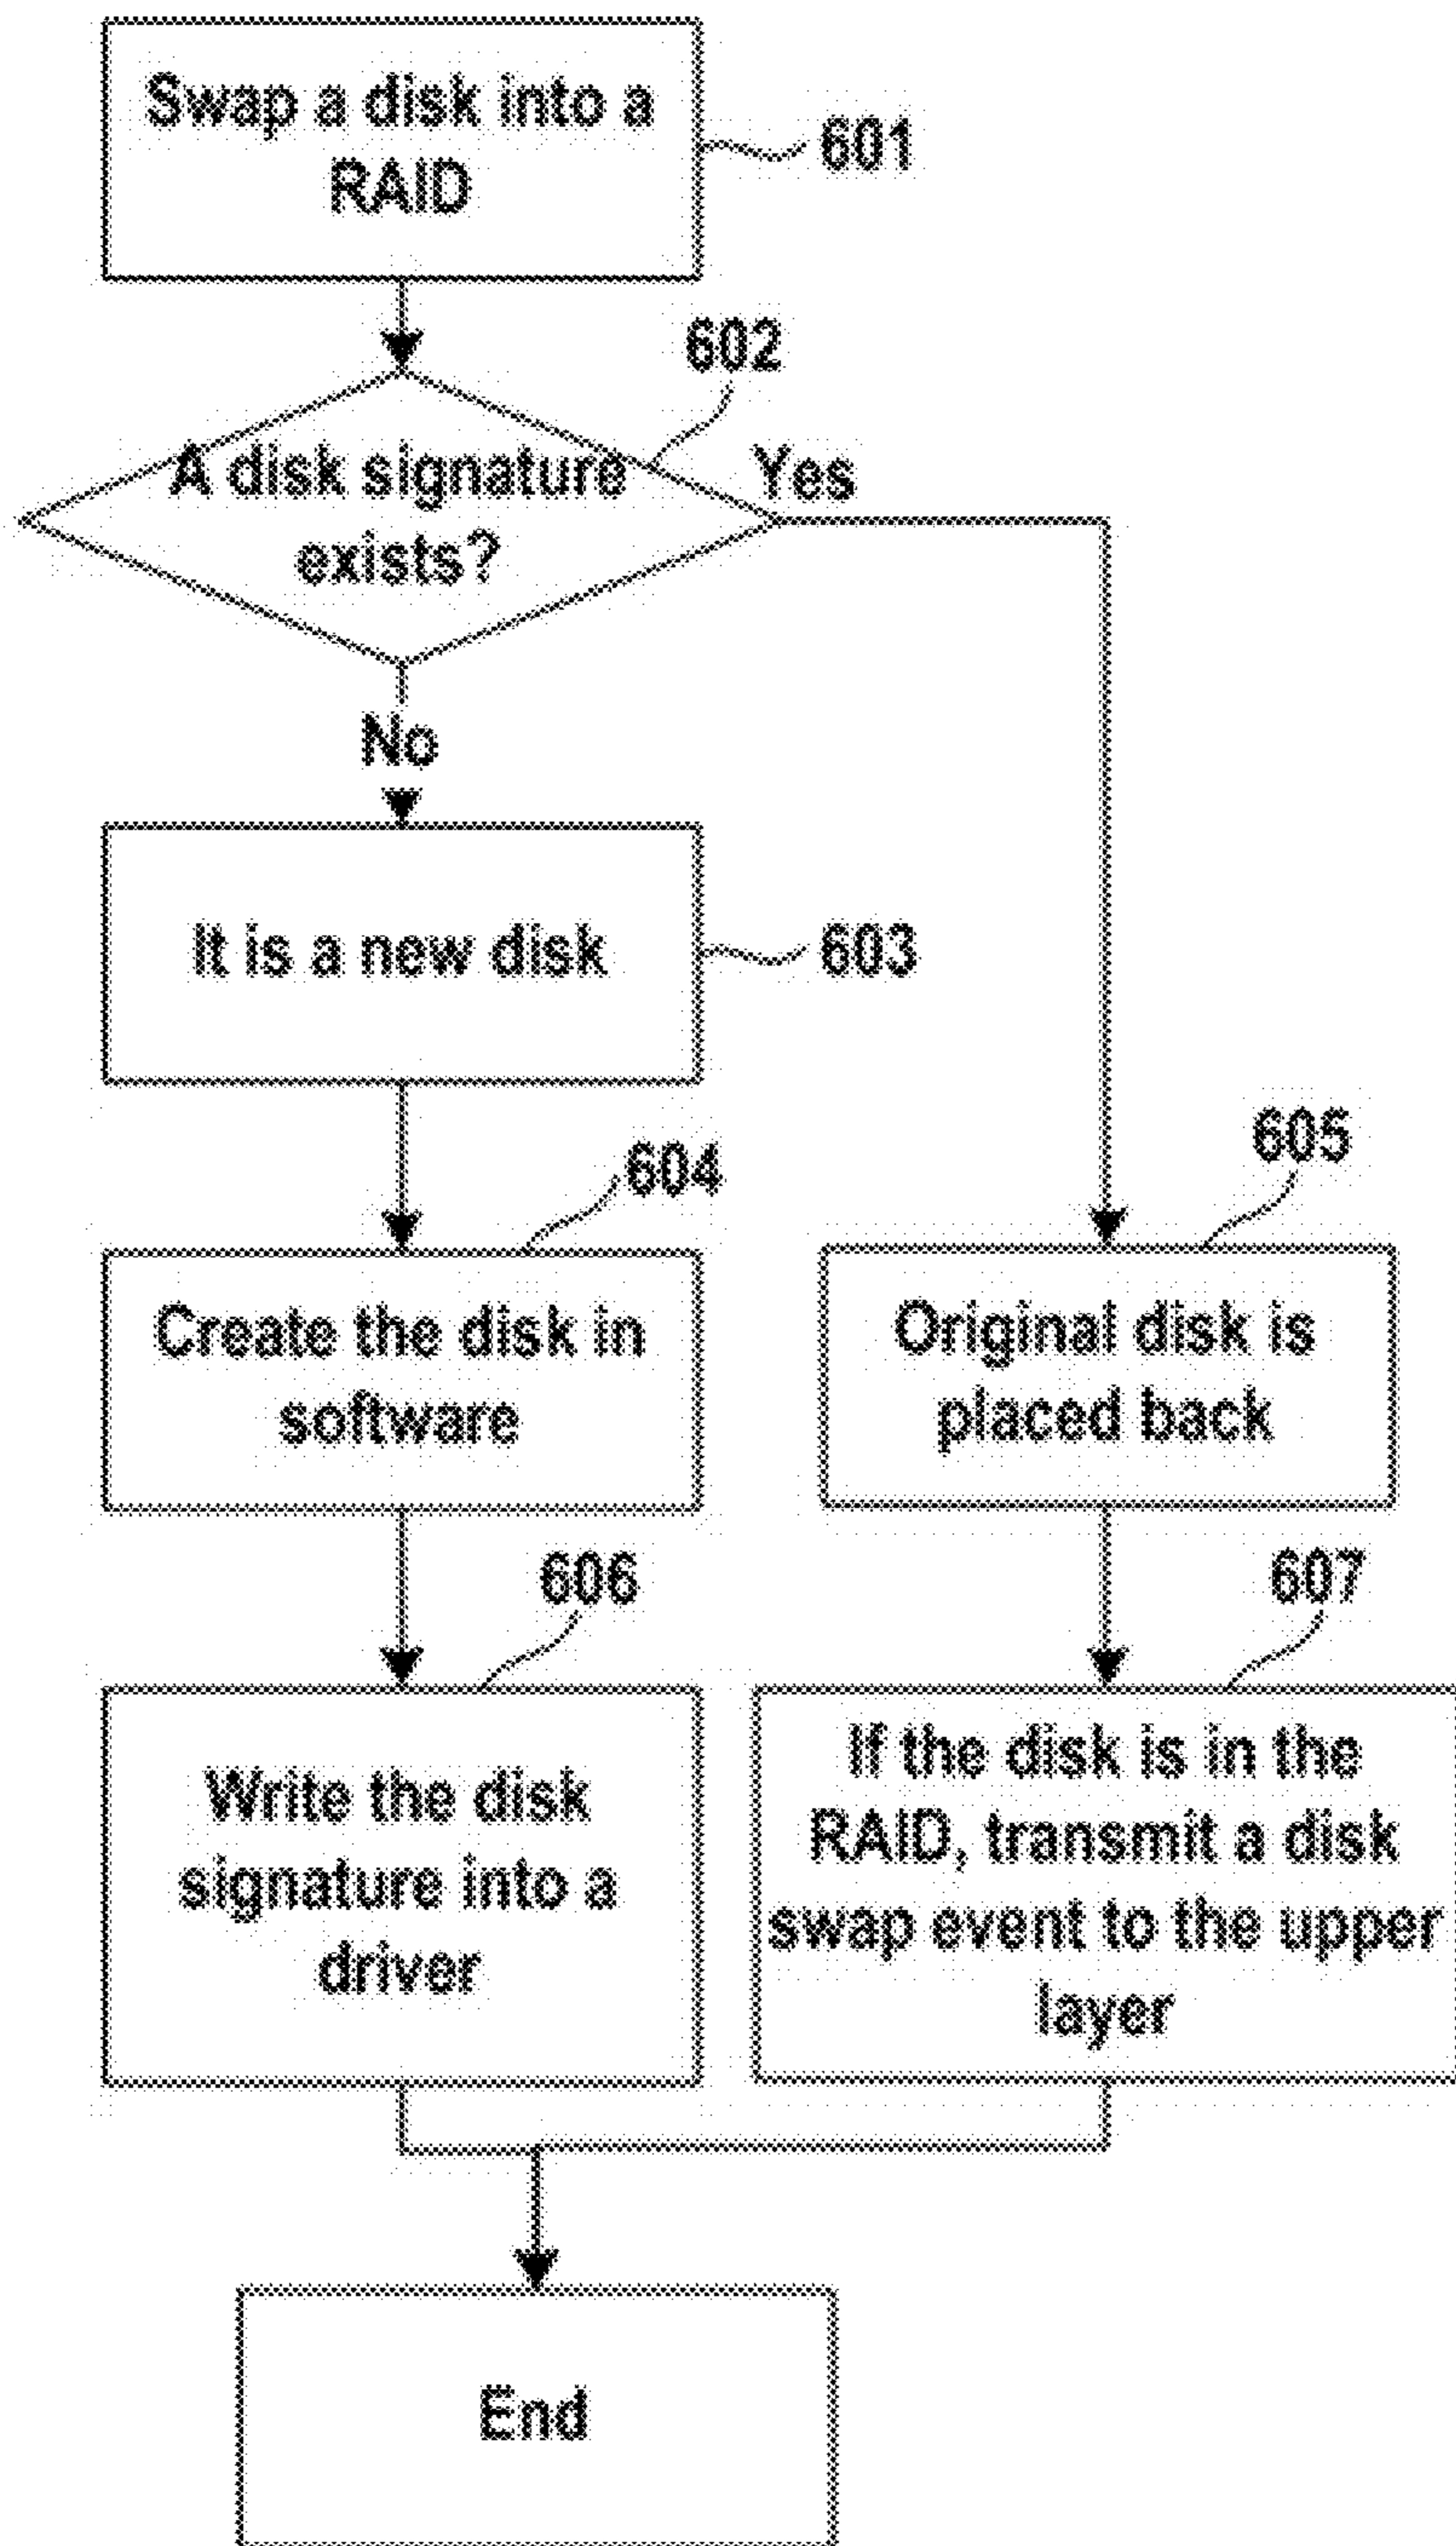 Swap a disk into a
RAID
601
602
A disk signature
exists?
Yes
No
It is a new disk
603
604
Create the disk in
software
605
Original disk is
placed back
606
Write the disk
signature into a
driver
607
If the disk is in the
RAID, transmit a disk
swap event to the upper
layer
End